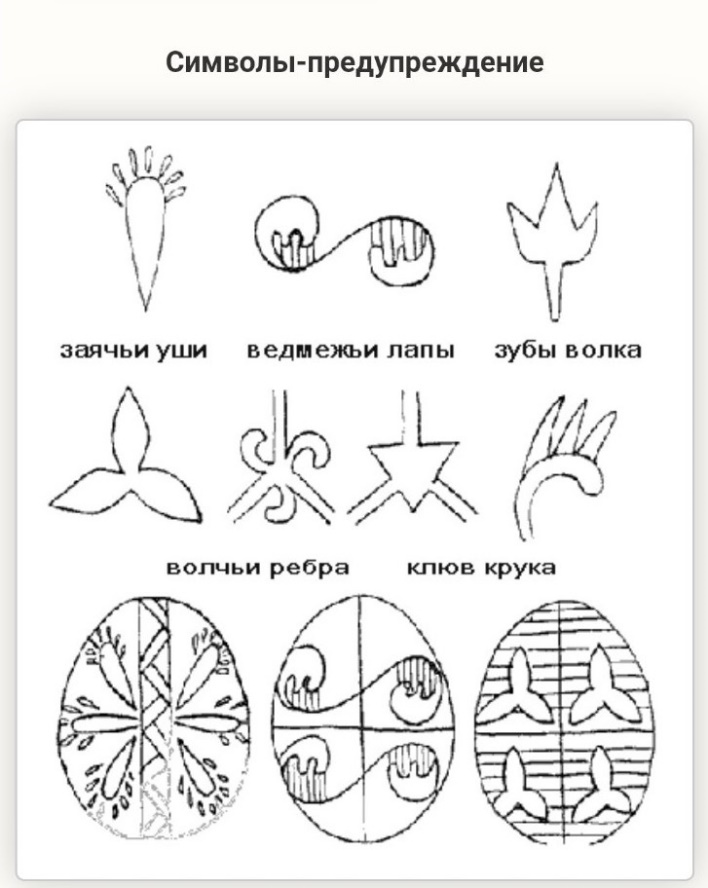 Символы-предупреждение
заячьи уши ведмежьи лапы зубы волка
волчьи ребра клюв крука